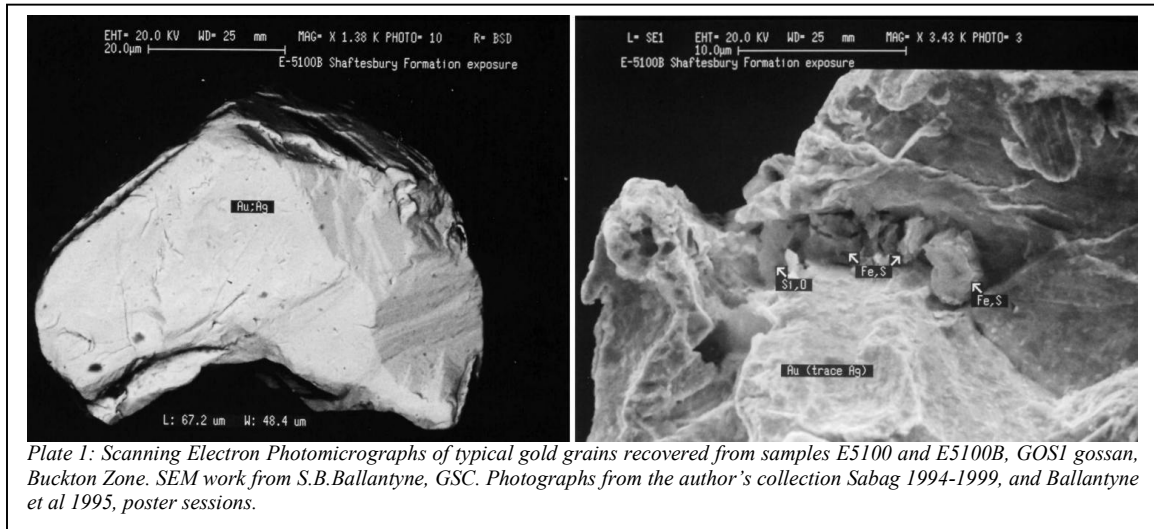 EHT= 20.0 KV    WD= 25    mm    MAG= X 1.38 K PHOTO= 10    R= BSD
20.0µm
E-5100B Shaftesbury Formation exposure
Au;Ag
L: 67.2 um  W: 48.4 um
L= SE1    EHT= 20.0 KV    WD= 25    mm    MAG= X 3.43 K PHOTO= 3
10.0µm
E-5100B Shaftesbury Formation exposure
Fe,S
Si,O
Fe,S
Au (trace Ag)
Plate 1: Scanning Electron Photomicrographs of typical gold grains recovered from samples E5100 and E5100B, GOS1 gossan,
Buckton Zone. SEM work from S.B.Ballantyne, GSC. Photographs from the author’s collection Sabag 1994-1999, and Ballantyne
et al 1995, poster sessions.